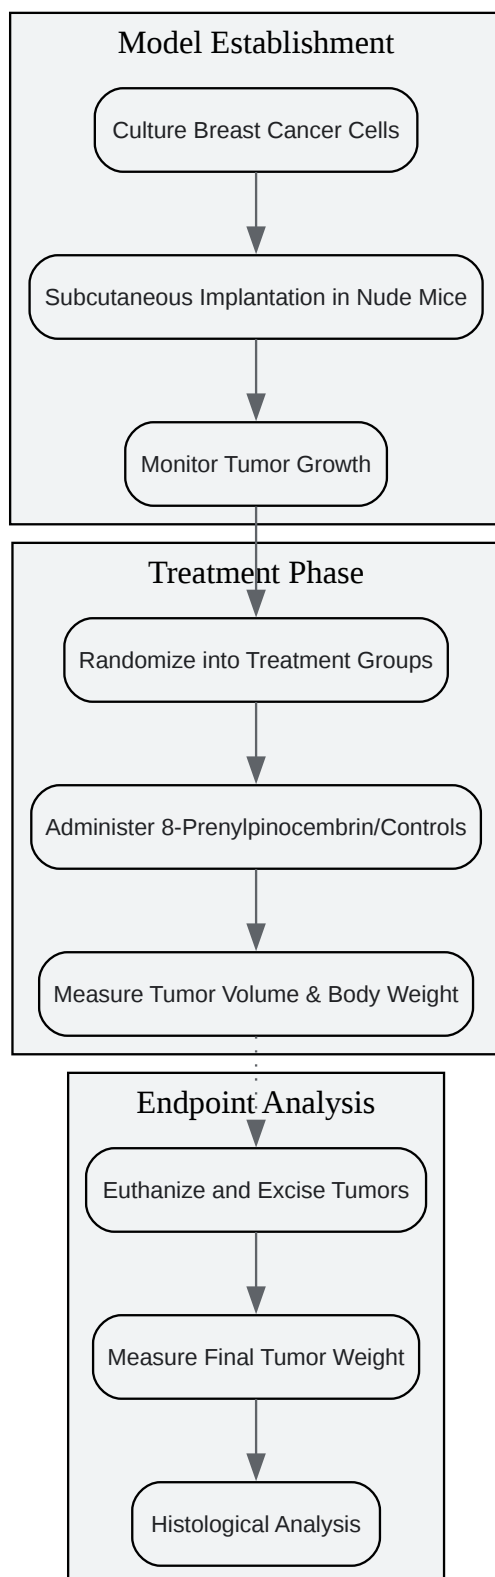 Model Establishment
Culture Breast Cancer Cells
Subcutaneous Implantation in Nude Mice
Monitor Tumor Growth
Treatment Phase
Randomize into Treatment Groups
Administer 8-Prenylpinocembrin/Controls
Measure Tumor Volume & Body Weight
Endpoint Analysis
Euthanize and Excise Tumors
Measure Final Tumor Weight
Histological Analysis